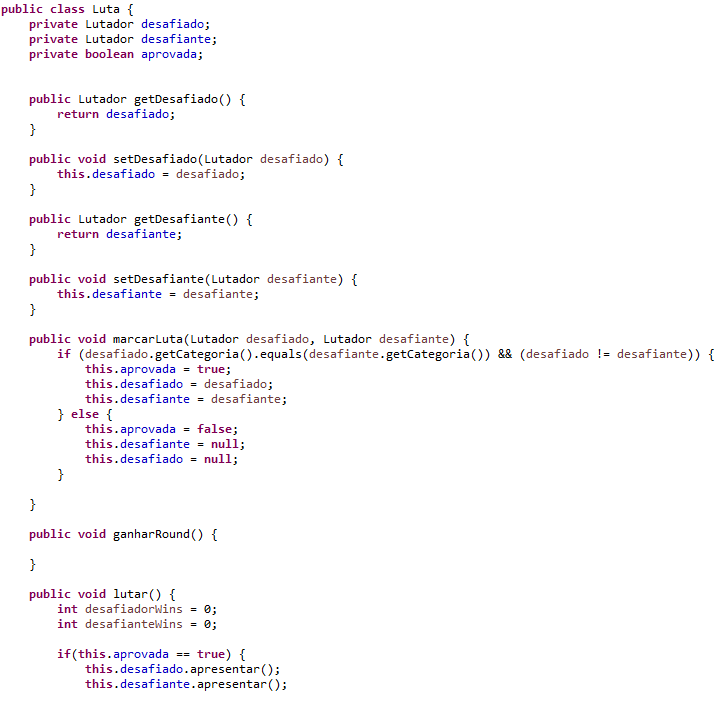 public class Luta {
    private Lutador desafiado;
    private Lutador desafiante;
    private boolean aprovada;
    public Lutador getDesafiado() {
        return desafiado;
    }
    public void setDesafiado(Lutador desafiado) {
        this.desafiado = desafiado;
    }
    public Lutador getDesafiante() {
        return desafiante;
    }
    public void setDesafiante(Lutador desafiante) {
        this.desafiante = desafiante;
    }
    public void marcarLuta(Lutador desafiado, Lutador desafiante) {
        if (desafiado.getCategoria().equals(desafiante.getCategoria()) && (desafiado != desafiante)) {
            this.aprovada = true;
            this.desafiado = desafiado;
            this.desafiante = desafiante;
        } else {
            this.aprovada = false;
            this.desafiante = null;
            this.desafiado = null;
        }
    }
    public void ganharRound() {
    }
    public void lutar() {
        int desafiadorWins = 0;
        int desafianteWins = 0;
        if(this.aprovada == true) {
            this.desafiado.apresentar();
            this.desafiante.apresentar();